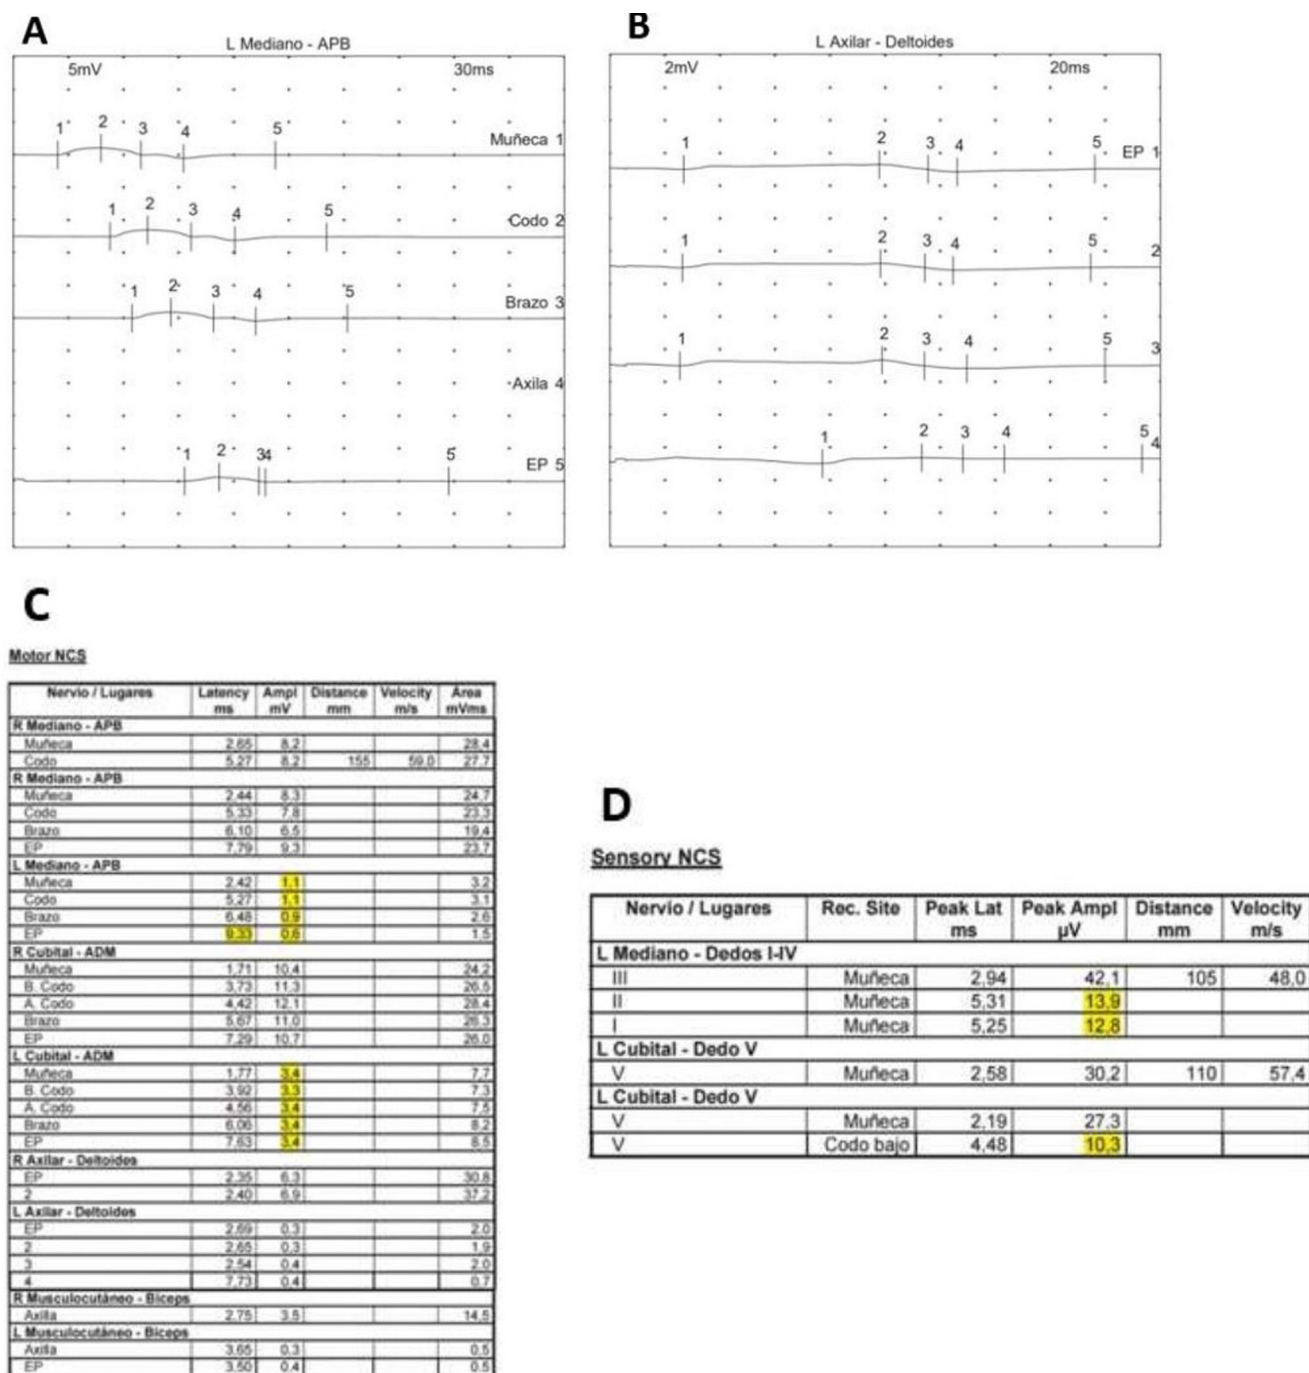 A
L Mediano - APB
5mV 30ms
1 2 3 4 5 Muñeca 1
1 2 3 4 5 Codo 2
1 2 3 4 5 Brazo 3
Axila 4
1 2 34 5 EP 5
B
L Axilar - Deltoides
2mV 20ms
1 2 3 4 5 EP 1
1 2 3 4 5 2
1 2 3 4 5 3
1 2 3 4 5 4
C
Motor NCS
Nervio / Lugares Latency Ampl Distance Velocity Área
ms mV mm m/s mVms
R Mediano - APB
Muñeca 2,65 8,2 28,4
Codo 5,27 8,2 155 59,0 27,7
R Mediano - APB
Muñeca 2,44 8,3 24,7
Codo 5,33 7,8 23,3
Brazo 6,10 6,5 19,4
EP 7,79 9,3 23,7
L Mediano - APB
Muñeca 2,42 1,1 3,2
Codo 5,27 1,1 3,1
Brazo 6,48 0,9 2,6
EP 9,33 0,6 1,5
R Cubital - ADM
Muñeca 1,71 10,4 24,2
B. Codo 3,73 11,3 26,5
A. Codo 4,42 12,1 28,4
Brazo 5,67 11,0 26,3
EP 7,29 10,7 26,0
L Cubital - ADM
Muñeca 1,77 3,4 7,7
B. Codo 3,92 3,3 7,3
A. Codo 4,56 3,4 7,5
Brazo 6,06 3,4 8,2
EP 7,63 3,4 8,5
R Axilar - Deltoides
EP 2,35 6,3 30,8
2 2,40 6,9 37,2
L Axilar - Deltoides
EP 2,69 0,3 2,0
2 2,65 0,3 1,9
3 2,54 0,4 2,0
4 7,73 0,4 0,7
R Musculocutáneo - Biceps
Axilla 2,75 3,5 14,5
L Musculocutáneo - Biceps
Axilla 3,65 0,3 0,5
EP 3,50 0,4 0,5
D
Sensory NCS
Nervio / Lugares Rec. Site Peak Lat Peak Ampl Distance Velocity
ms µV mm m/s
L Mediano - Dedos I-IV
III Muñeca 2,94 42,1 105 48,0
II Muñeca 5,31 13,9
I Muñeca 5,25 12,8
L Cubital - Dedo V
V Muñeca 2,58 30,2 110 57,4
L Cubital - Dedo V
V Muñeca 2,19 27,3
V Codo bajo 4,48 10,3